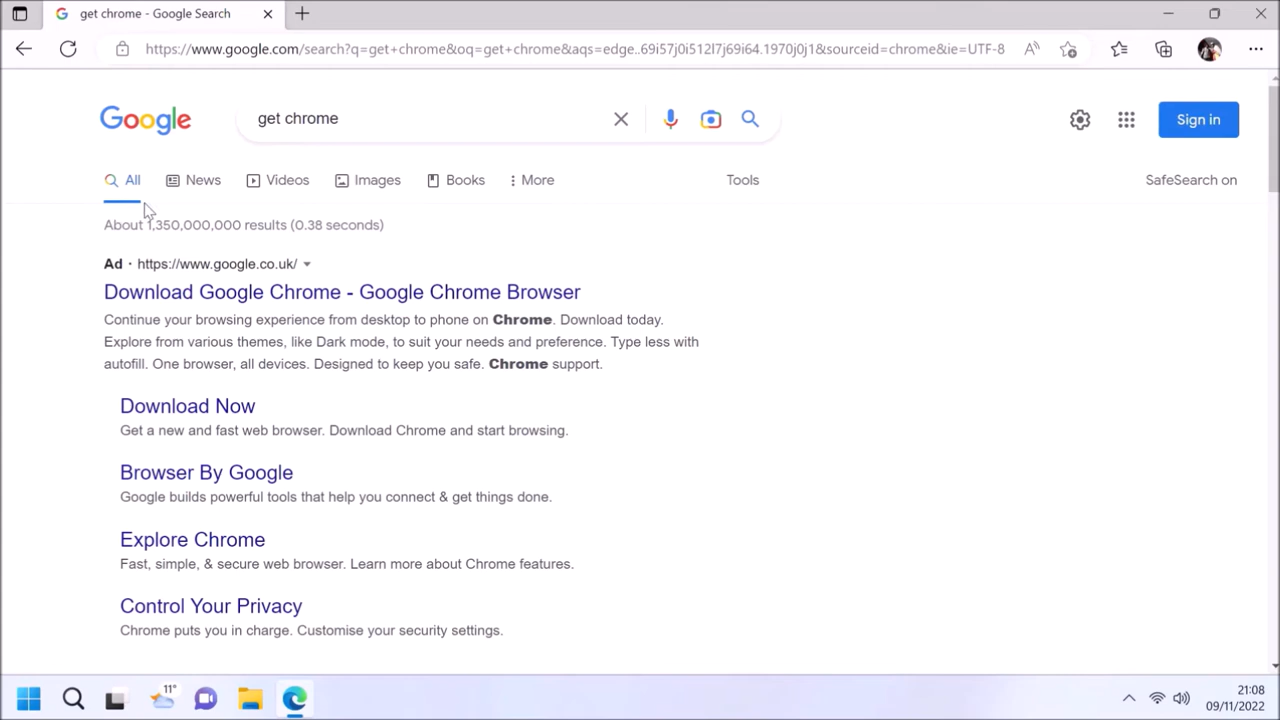 get chrome - Google Search
https://www.google.com/search?q=get+chrome&oq=get+chrome&aqs=edge..69i57j0i512l7j69i64.1970j0j1&sourceid=chrome&ie=UTF-8
Google
get chrome
Sign in
All
News
Videos
Images
Books
More
Tools
SafeSearch on
About 1,350,000,000 results (0.38 seconds)
Ad · https://www.google.co.uk/
Download Google Chrome - Google Chrome Browser
Continue your browsing experience from desktop to phone on Chrome. Download today.
Explore from various themes, like Dark mode, to suit your needs and preference. Type less with
autofill. One browser, all devices. Designed to keep you safe. Chrome support.
Download Now
Get a new and fast web browser. Download Chrome and start browsing.
Browser By Google
Google builds powerful tools that help you connect & get things done.
Explore Chrome
Fast, simple, & secure web browser. Learn more about Chrome features.
Control Your Privacy
Chrome puts you in charge. Customise your security settings.
11°
21:08
09/11/2022